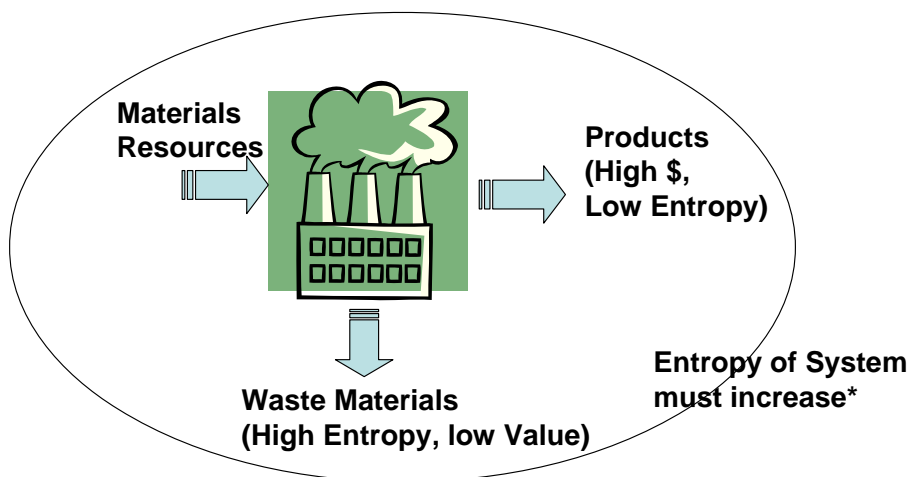 Materials
Resources
Products
(High $,
Low Entropy)
Entropy of System
must increase*
Waste Materials
(High Entropy, low Value)